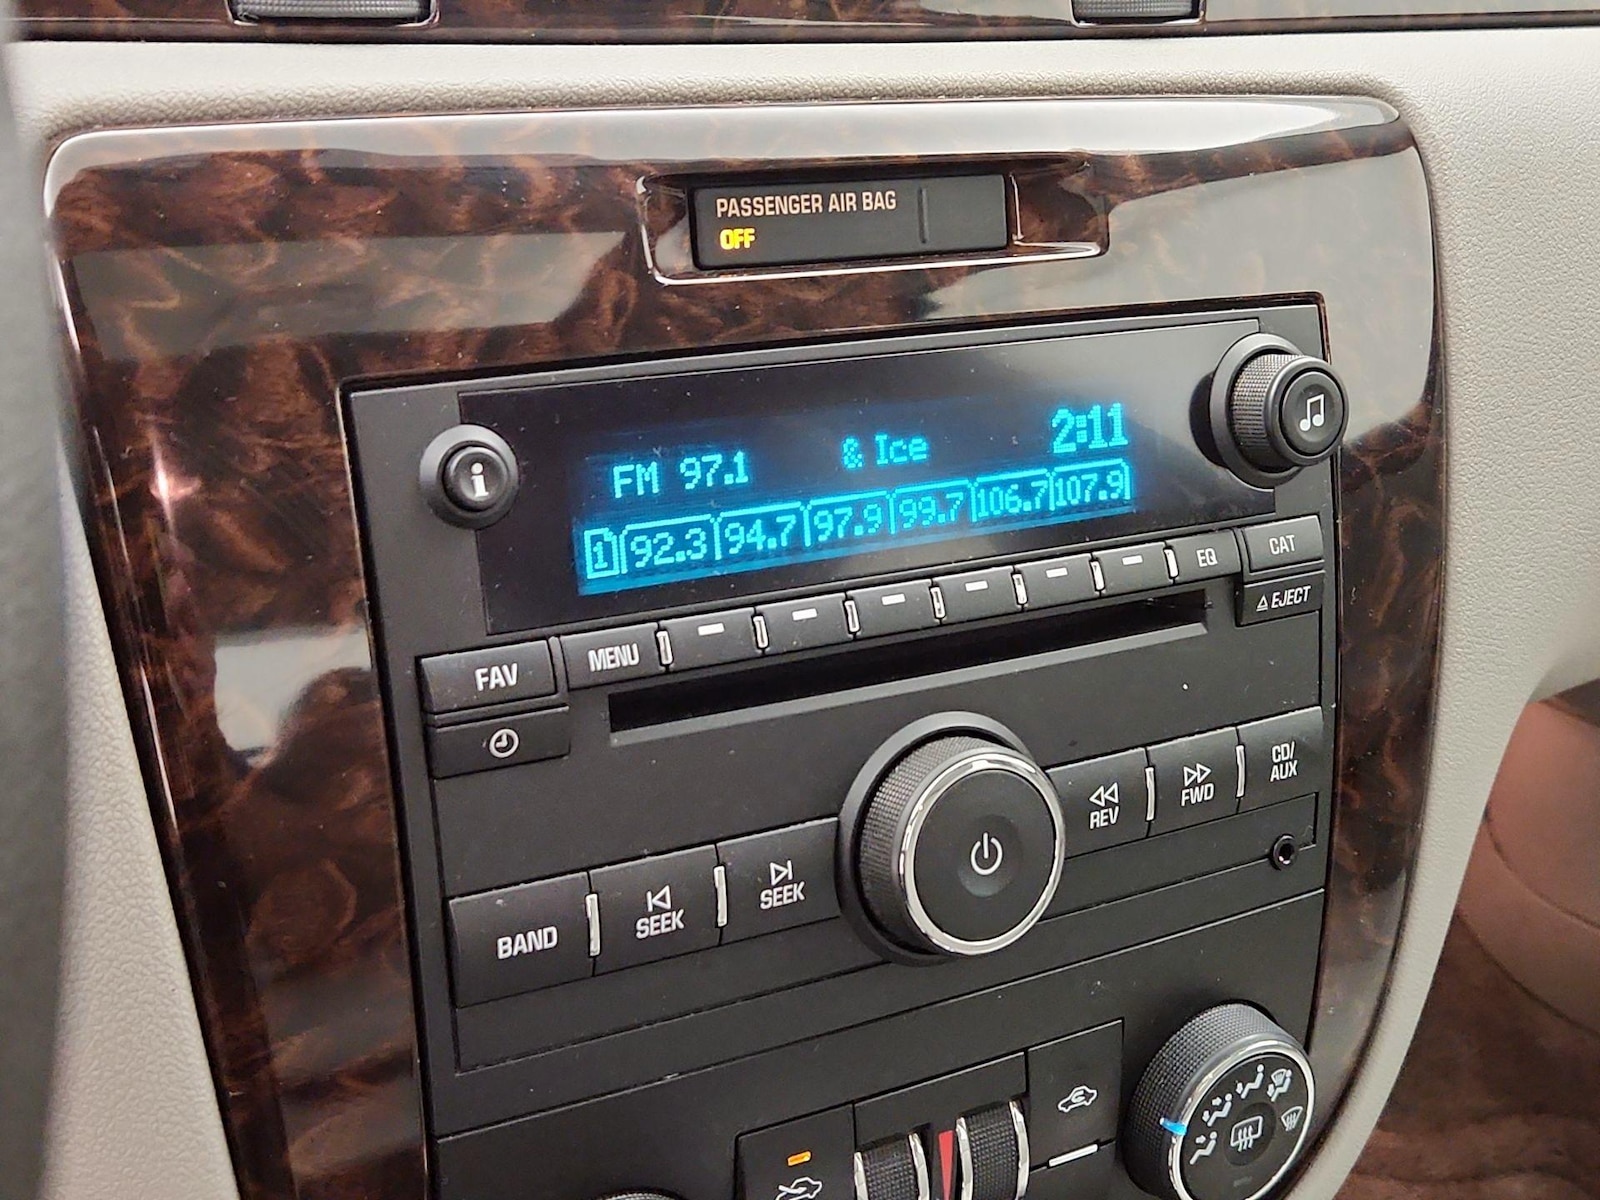 PASSENGER AIR BAG
OFF
FM 97.1 & Ice 2:11
1 92.3 94.7 97.9 99.7 106.7 107.9
i
FAV MENU EQ CAT
EJECT
BAND SEEK SEEK REV FWD CD/
AUX